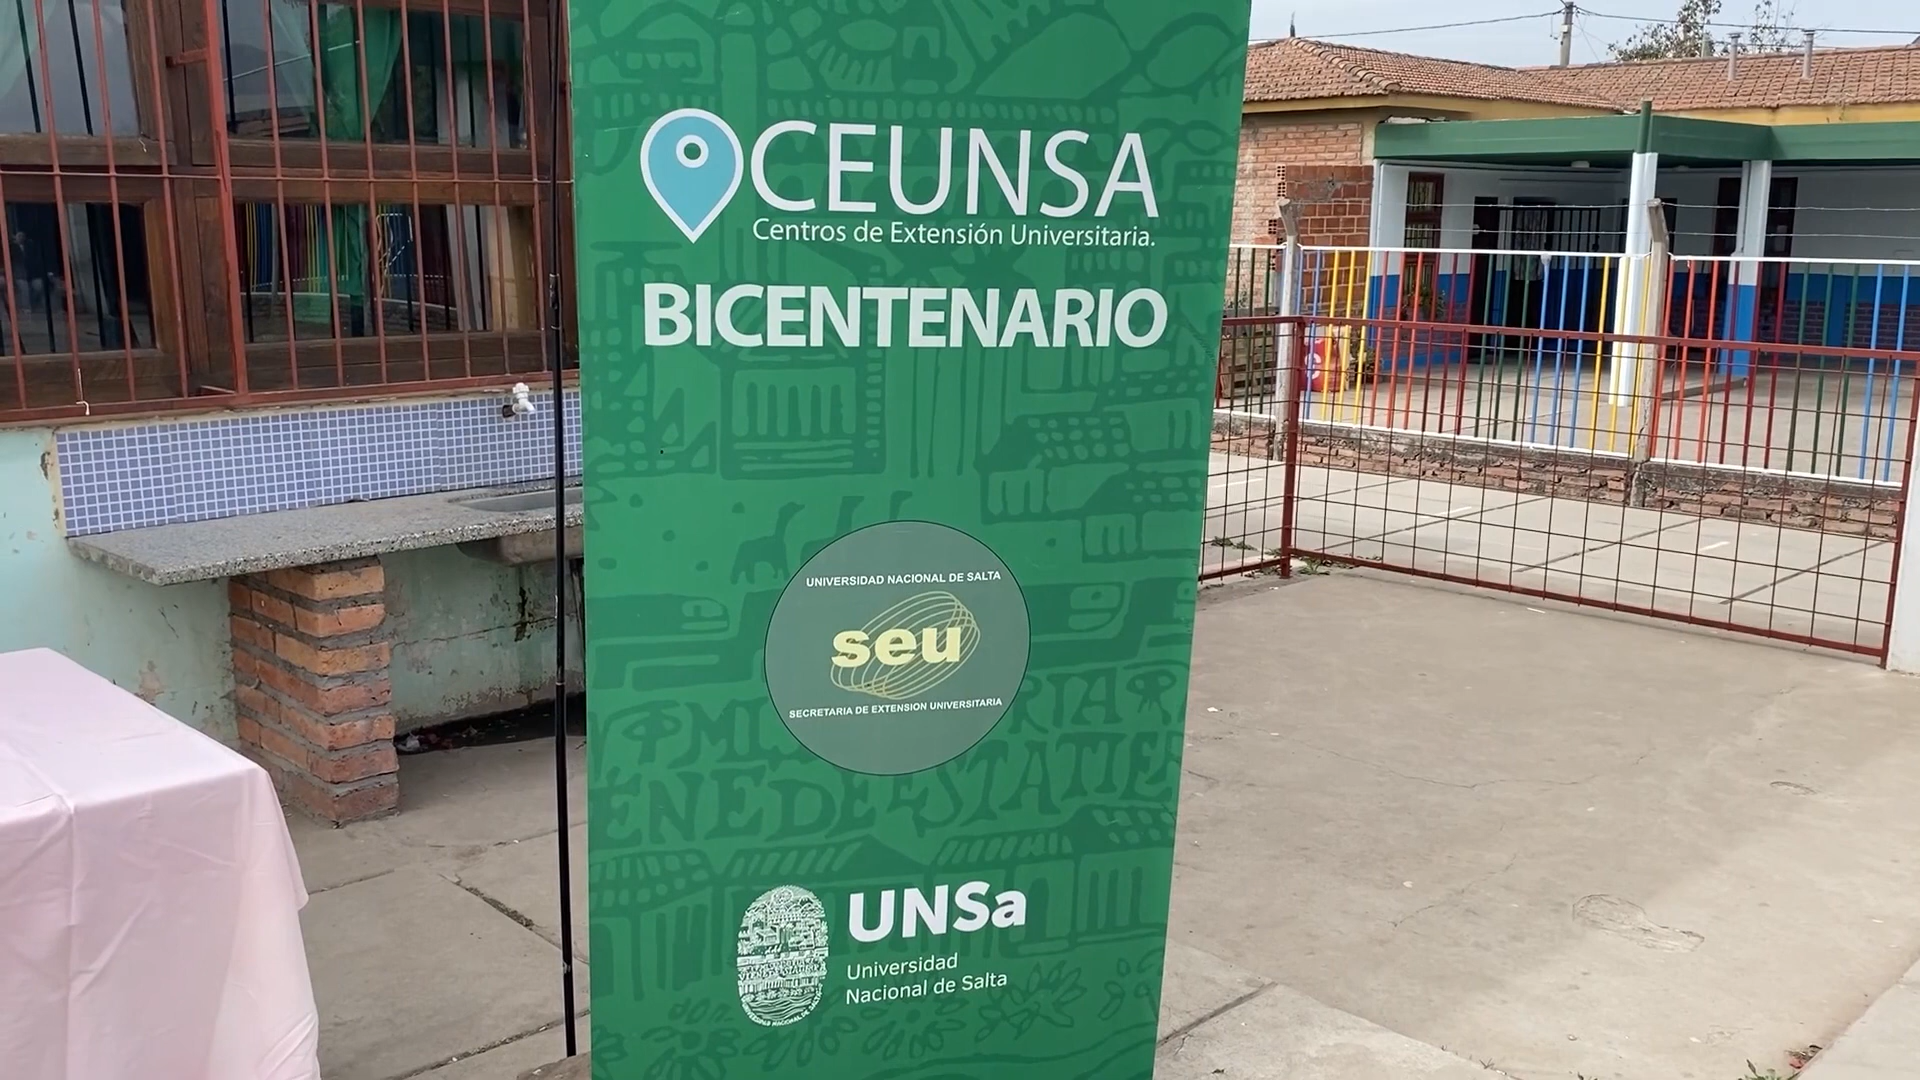 CEUNSA
Centros de Extensión Universitaria.
BICENTENARIO
UNIVERSIDAD NACIONAL DE SALTA
seu
SECRETARIA DE EXTENSION UNIVERSITARIA
UNSa
Universidad
Nacional de Salta